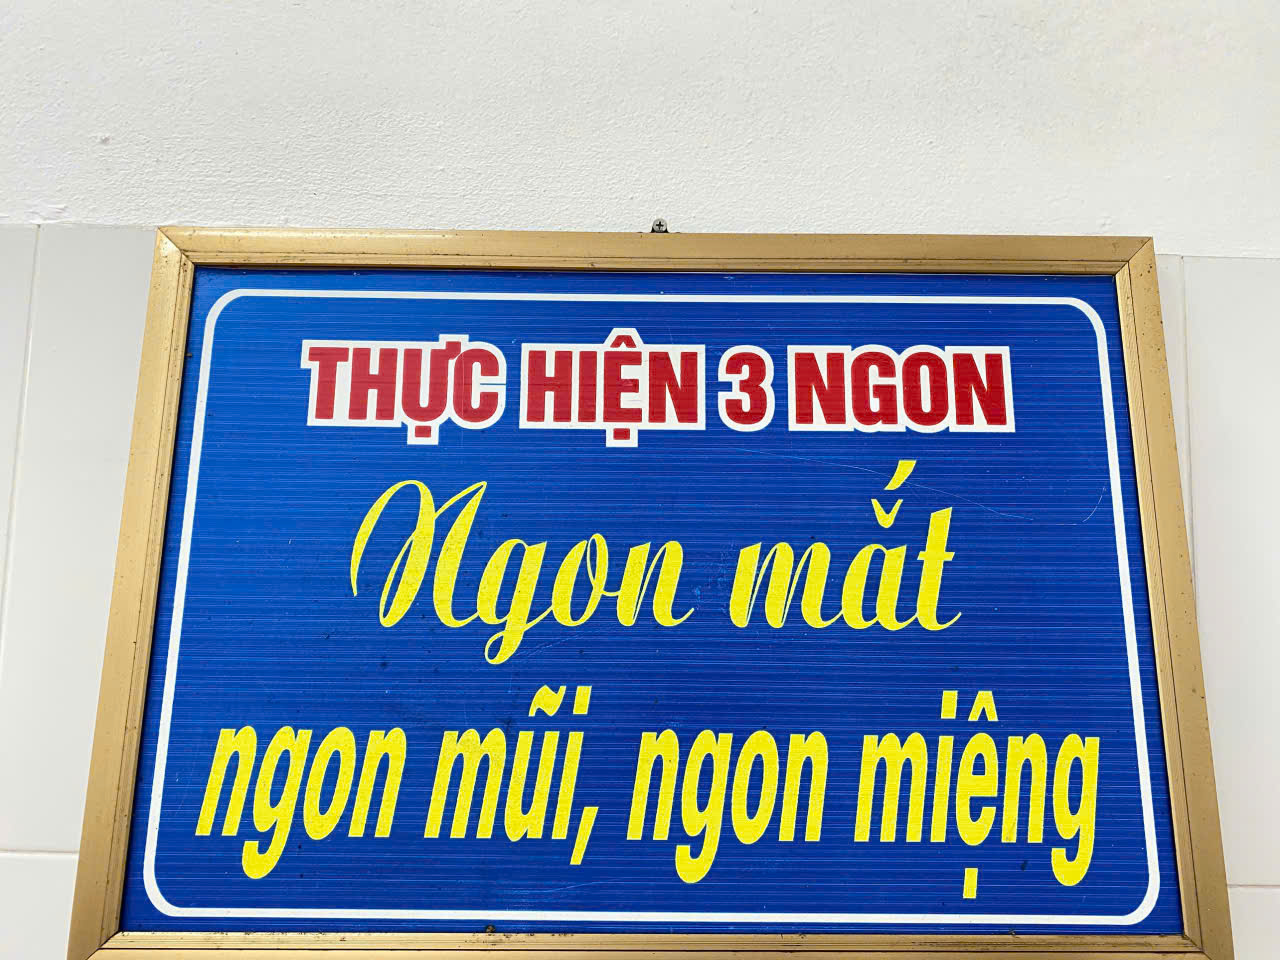 THỰC HIỆN 3 NGON
Ngon mắt
ngon mũi, ngon miệng